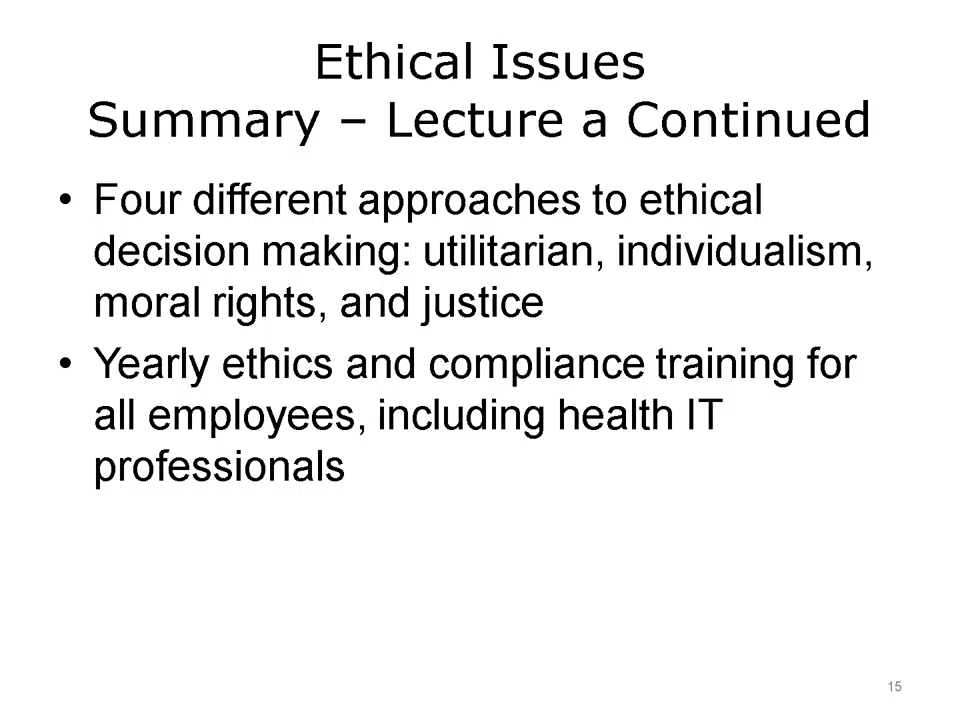 Ethical Issues
Summary – Lecture a Continued
• Four different approaches to ethical
decision making: utilitarian, individualism,
moral rights, and justice
• Yearly ethics and compliance training for
all employees, including health IT
professionals
15